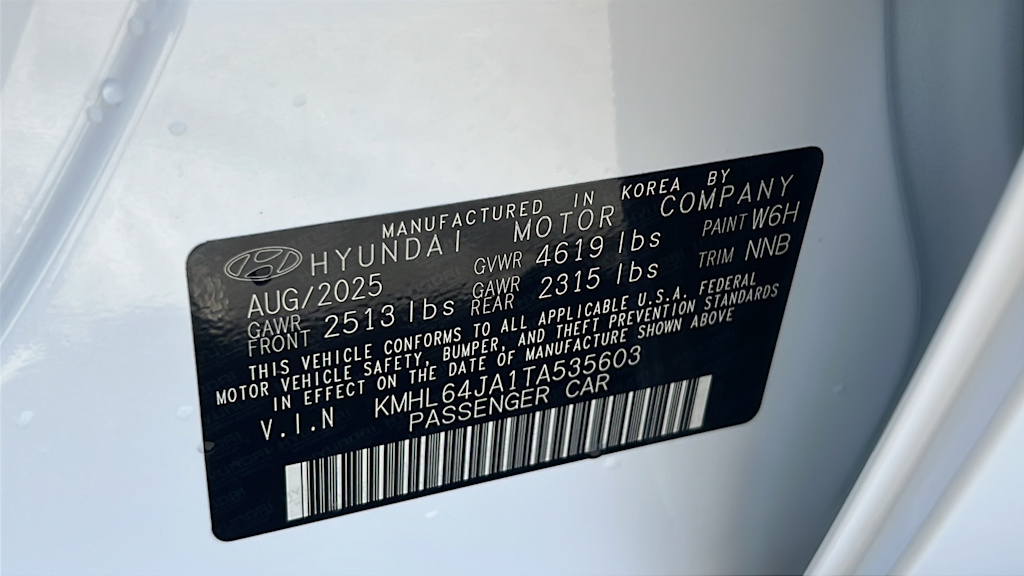 MANUFACTURED IN KOREA BY
HYUNDAI MOTOR COMPANY
AUG/2025 GVWR 4619 lbs PAINT W6H
GAWR FRONT 2513 lbs GAWR REAR 2315 lbs TRIM NNB
THIS VEHICLE CONFORMS TO ALL APPLICABLE U.S.A. FEDERAL
MOTOR VEHICLE SAFETY, BUMPER, AND THEFT PREVENTION STANDARDS
IN EFFECT ON THE DATE OF MANUFACTURE SHOWN ABOVE
V.I.N KMHL64JA1TA535603
PASSENGER CAR